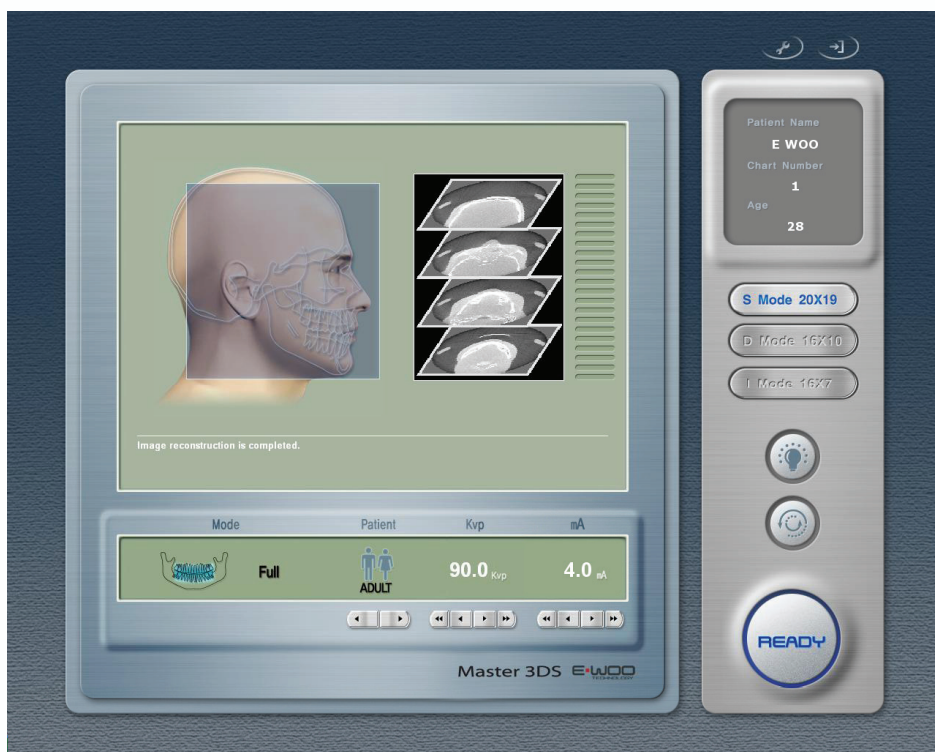 Patient Name
E WOO
Chart Number
1
Age
28
S Mode 20X19
D Mode 16X10
I Mode 16X7
Image reconstruction is completed.
Mode Patient Kvp mA
Full ADULT 90.0 Kvp 4.0 mA
READY
Master 3DS E·WOO
TECHNOLOGY